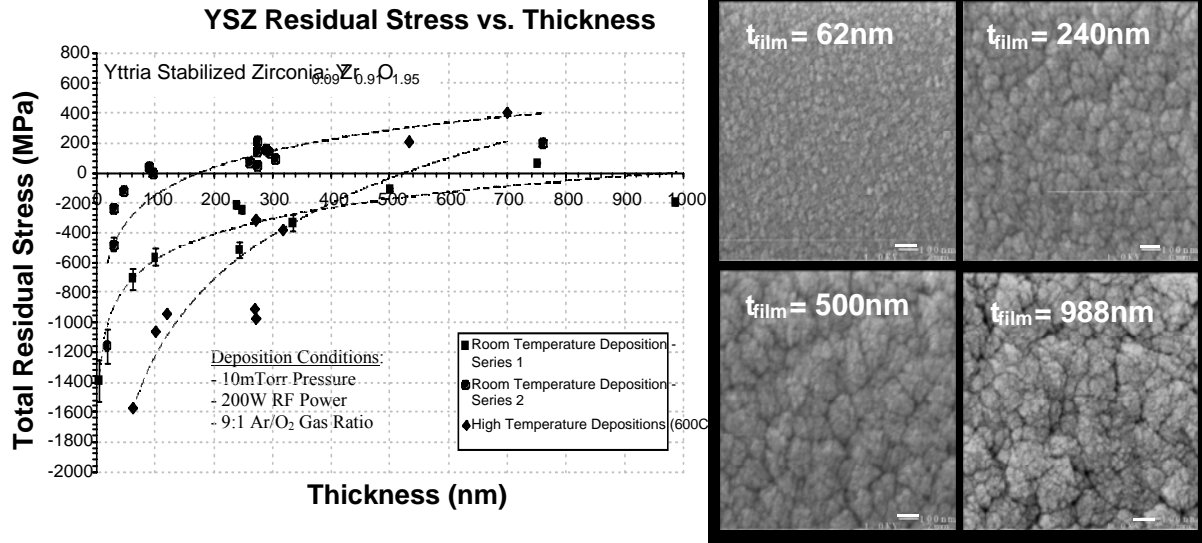 YSZ Residual Stress vs. Thickness
Total Residual Stress (MPa)
800
600
400
200
0
-200
-400
-600
-800
-1000
-1200
-1400
-1600
-1800
-2000
Yttria Stabilized Zirconia: Y0.09Zr0.91O1.95
0 100 200 300 400 500 600 700 800 900 1000
Deposition Conditions:
- 10mTorr Pressure
- 200W RF Power
- 9:1 Ar/O2 Gas Ratio
Room Temperature Deposition -
Series 1
Room Temperature Deposition -
Series 2
High Temperature Depositions (600C
Thickness (nm)
tfilm = 62nm
100nm
tfilm = 240nm
100nm
tfilm = 500nm
100nm
tfilm = 988nm
100nm